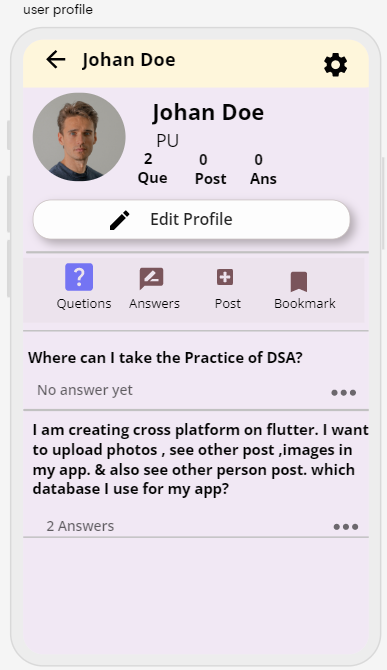 user profile
Johan Doe
Johan Doe
PU
2 0 0
Que Post Ans
Edit Profile
?
Quetions Answers Post Bookmark
Where can I take the Practice of DSA?
No answer yet
I am creating cross platform on flutter. I want
to upload photos , see other post ,images in
my app. & also see other person post. which
database I use for my app?
2 Answers